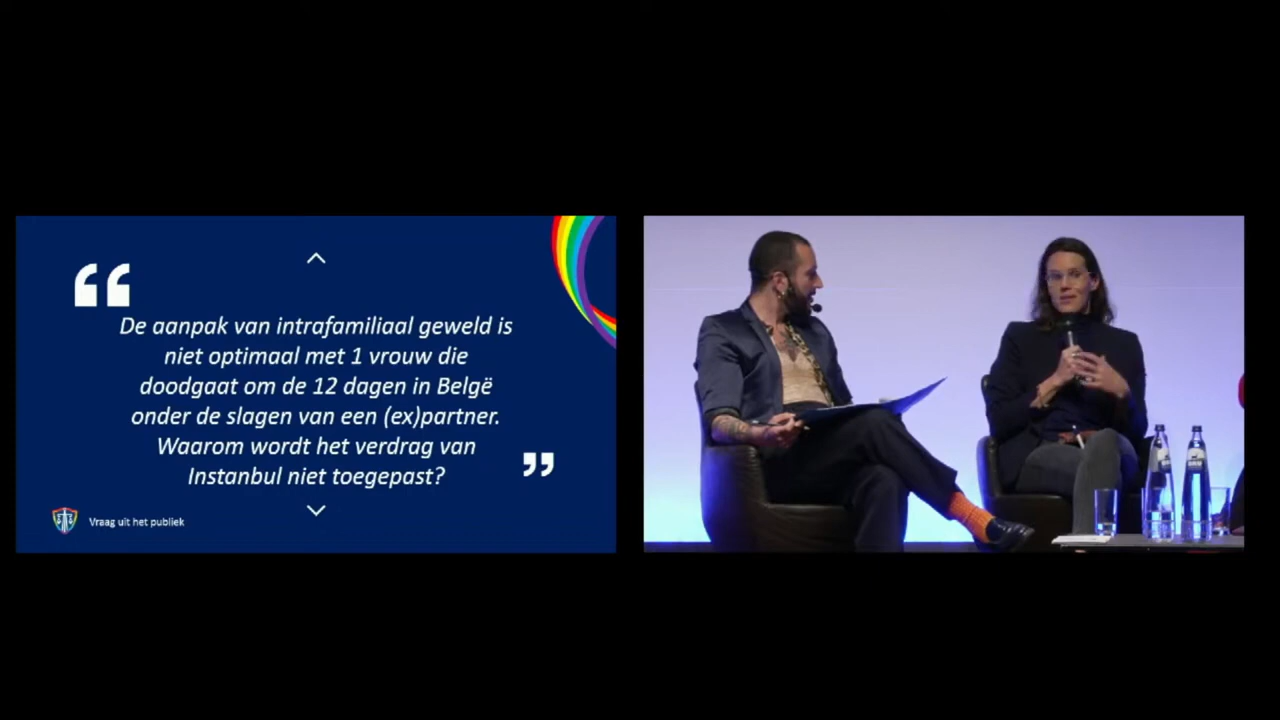 “
De aanpak van intrafamiliaal geweld is
niet optimaal met 1 vrouw die
doodgaat om de 12 dagen in Belgë
onder de slagen van een (ex)partner.
Waarom wordt het verdrag van
Instanbul niet toegepast?
”
Vraag uit het publiek